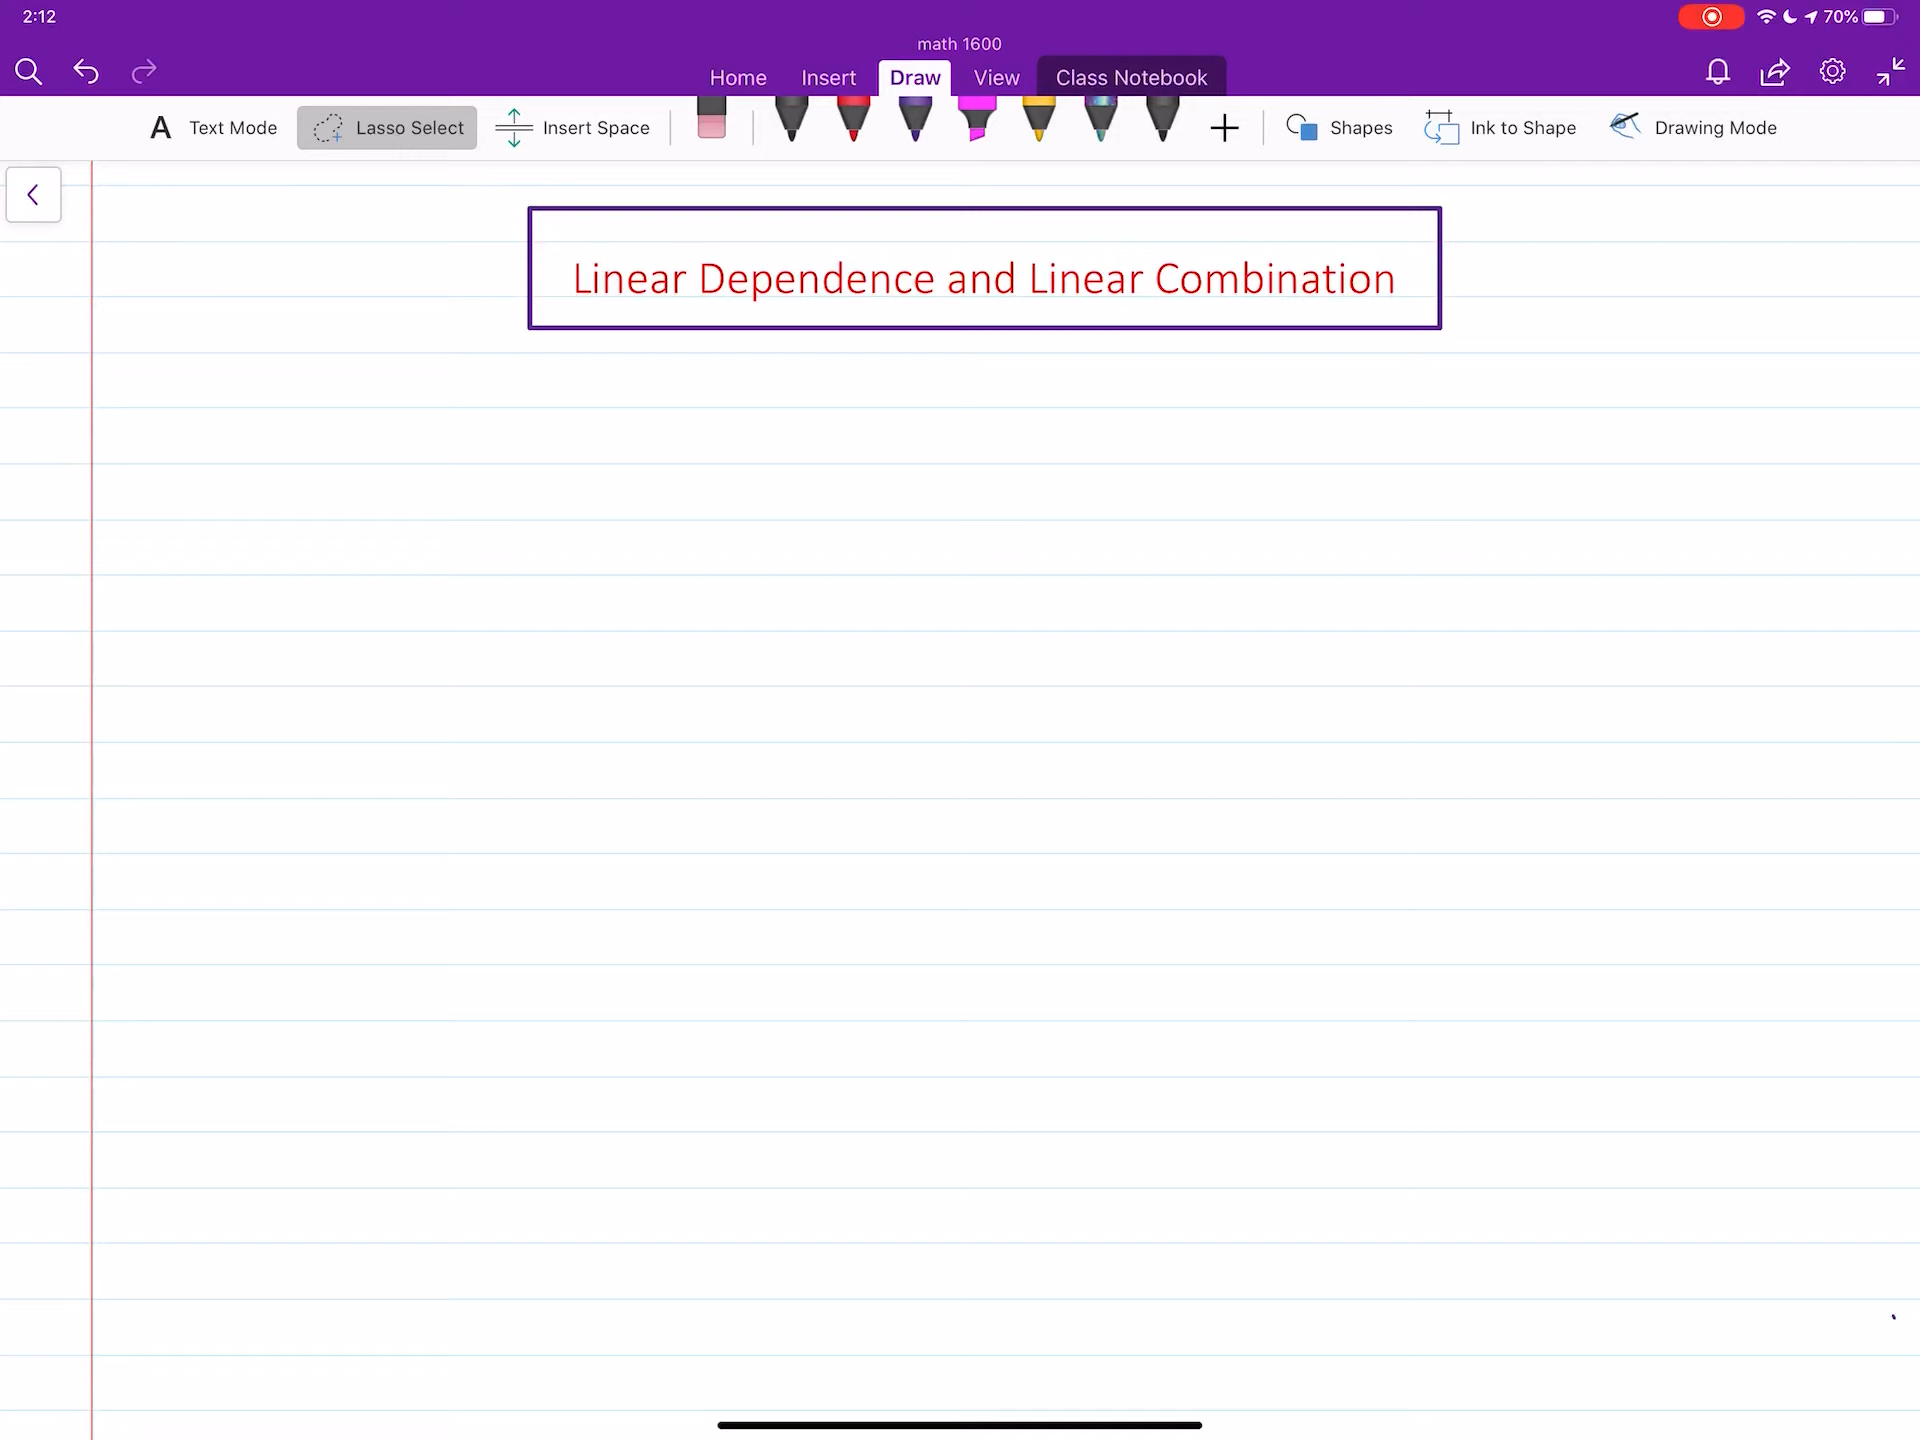 2:12
70%
math 1600
Home Insert Draw View Class Notebook
A Text Mode Lasso Select Insert Space Shapes Ink to Shape Drawing Mode
Linear Dependence and Linear Combination